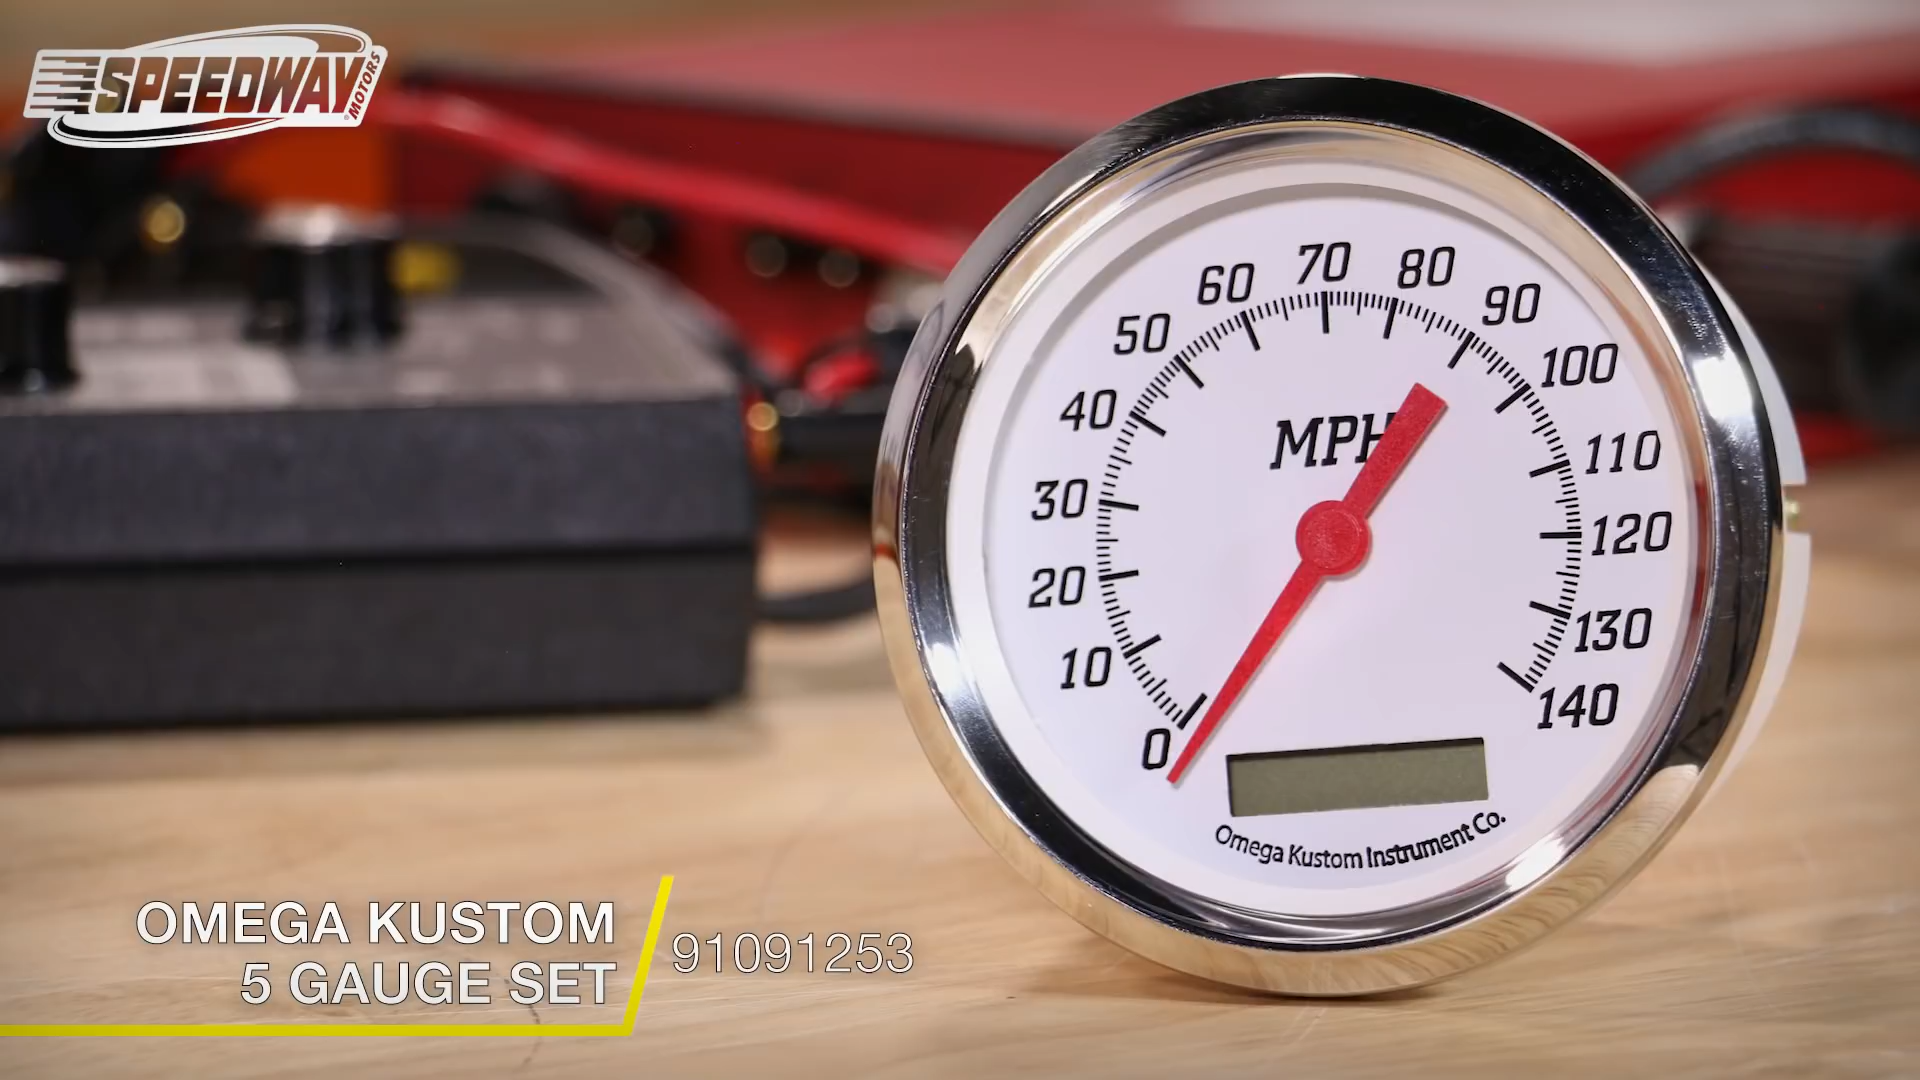 SPEEDWAY
MOTORS
0
10
20
30
40
50
60
70
80
90
100
110
120
130
140
MPH
Omega Kustom Instrument Co.
OMEGA KUSTOM
5 GAUGE SET
91091253